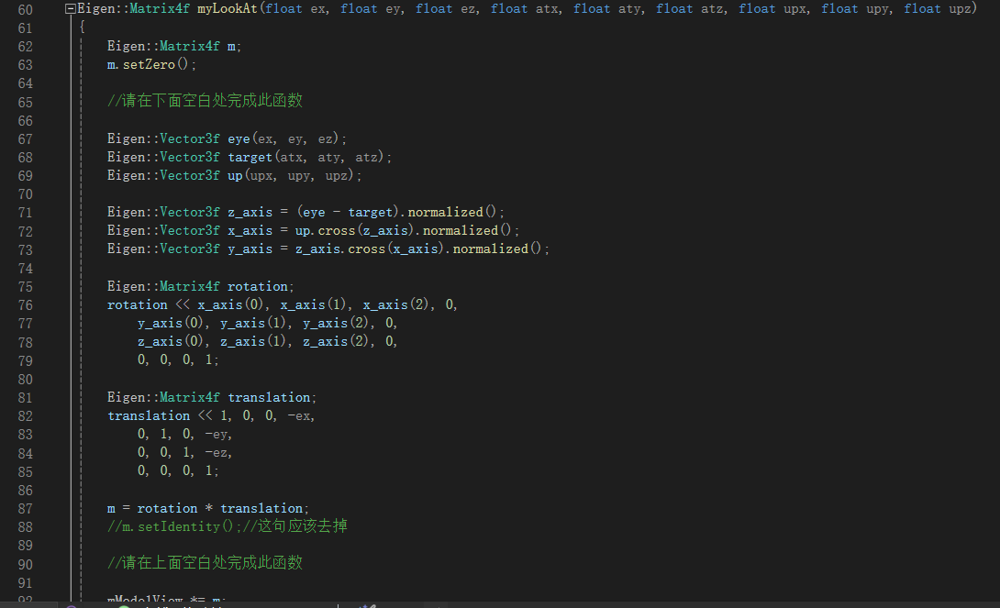 60 Eigen::Matrix4f myLookAt(float ex, float ey, float ez, float atx, float aty, float atz, float upx, float upy, float upz)
61 {
62 Eigen::Matrix4f m;
63 m.setZero();
64
65 //请在下面空白处完成此函数
66
67 Eigen::Vector3f eye(ex, ey, ez);
68 Eigen::Vector3f target(atx, aty, atz);
69 Eigen::Vector3f up(upx, upy, upz);
70
71 Eigen::Vector3f z_axis = (eye - target).normalized();
72 Eigen::Vector3f x_axis = up.cross(z_axis).normalized();
73 Eigen::Vector3f y_axis = z_axis.cross(x_axis).normalized();
74
75 Eigen::Matrix4f rotation;
76 rotation << x_axis(0), x_axis(1), x_axis(2), 0,
77 y_axis(0), y_axis(1), y_axis(2), 0,
78 z_axis(0), z_axis(1), z_axis(2), 0,
79 0, 0, 0, 1;
80
81 Eigen::Matrix4f translation;
82 translation << 1, 0, 0, -ex,
83 0, 1, 0, -ey,
84 0, 0, 1, -ez,
85 0, 0, 0, 1;
86
87 m = rotation * translation;
88 //m.setIdentity();//这句应该去掉
89
90 //请在上面空白处完成此函数
91
92 mModelView *= m;